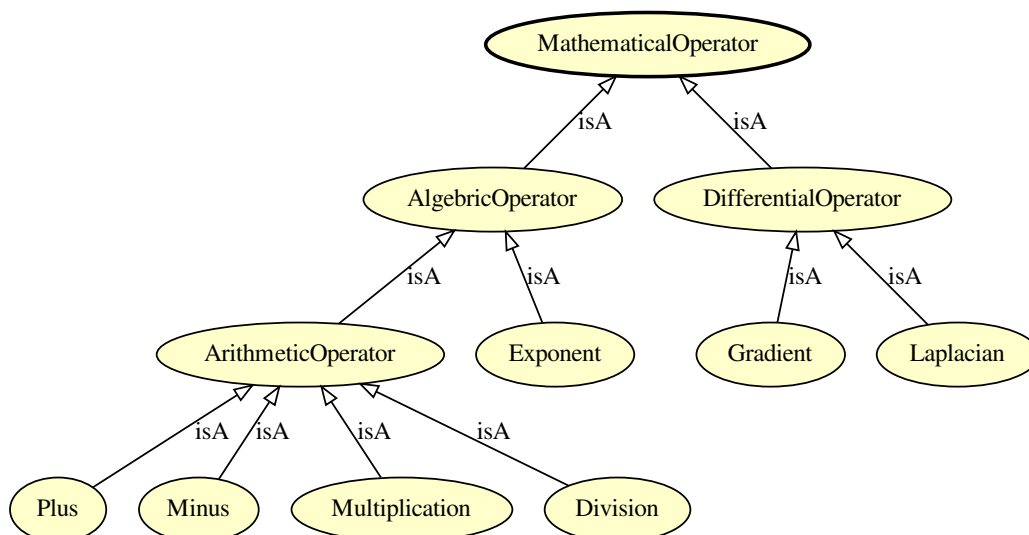 MathematicalOperator
isA
isA
AlgebricOperator
DifferentialOperator
isA
isA
isA
isA
ArithmeticOperator
Exponent
Gradient
Laplacian
isA
isA
isA
isA
Plus
Minus
Multiplication
Division